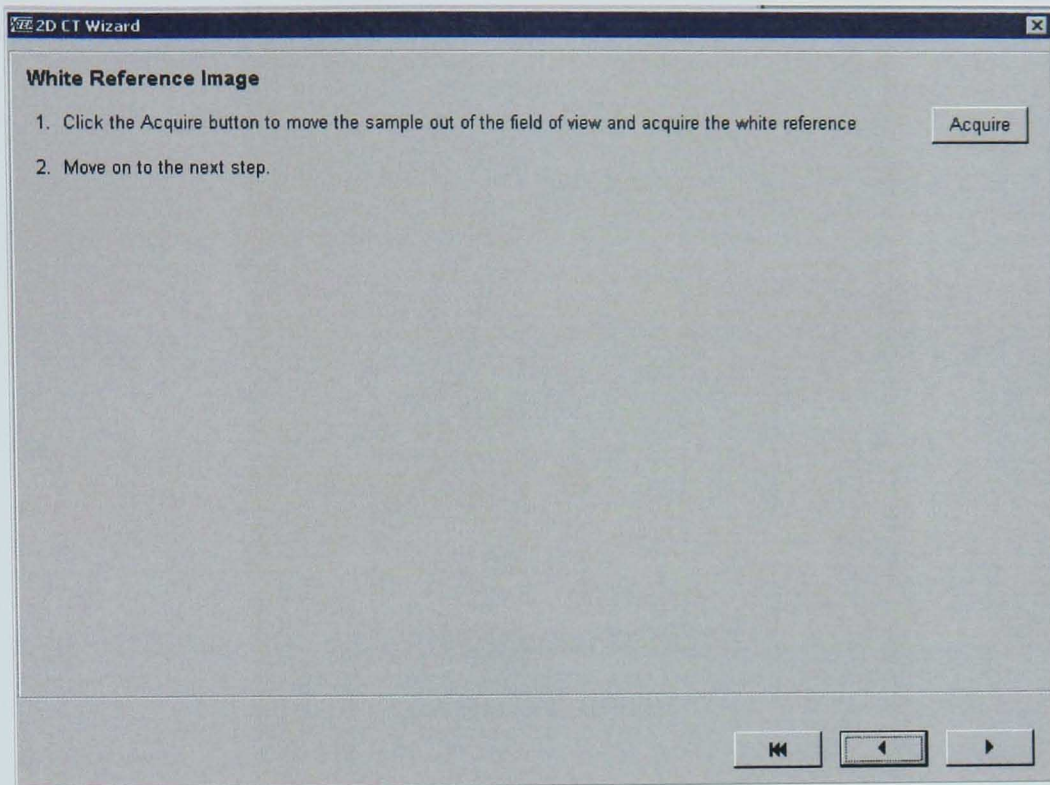 2D CT Wizard
White Reference Image
1. Click the Acquire button to move the sample out of the field of view and acquire the white reference
Acquire
2. Move on to the next step.